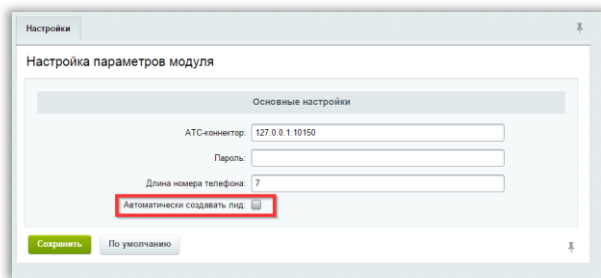 Настройки
Настройка параметров модуля
Основные настройки
АТС-коннектор: 127.0.0.1:10150
Пароль:
Длина номера телефона: 7
Автоматически создавать лид:
Сохранить По умолчанию